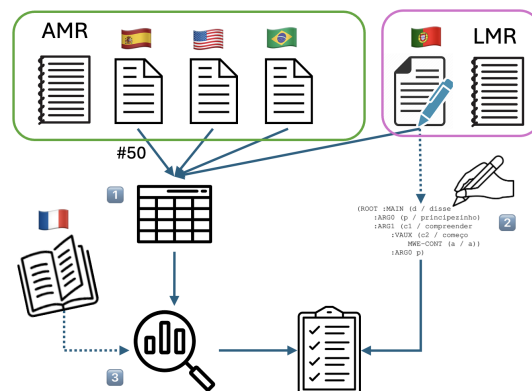 AMR
LMR
#50
1
(ROOT :MAIN (d / disse
:ARG0 (p / principezinho)
:ARG1 (c1 / compreender
:VAUX (c2 / começo
MWE-CONT (a / a))
:ARG0 p)
2
3